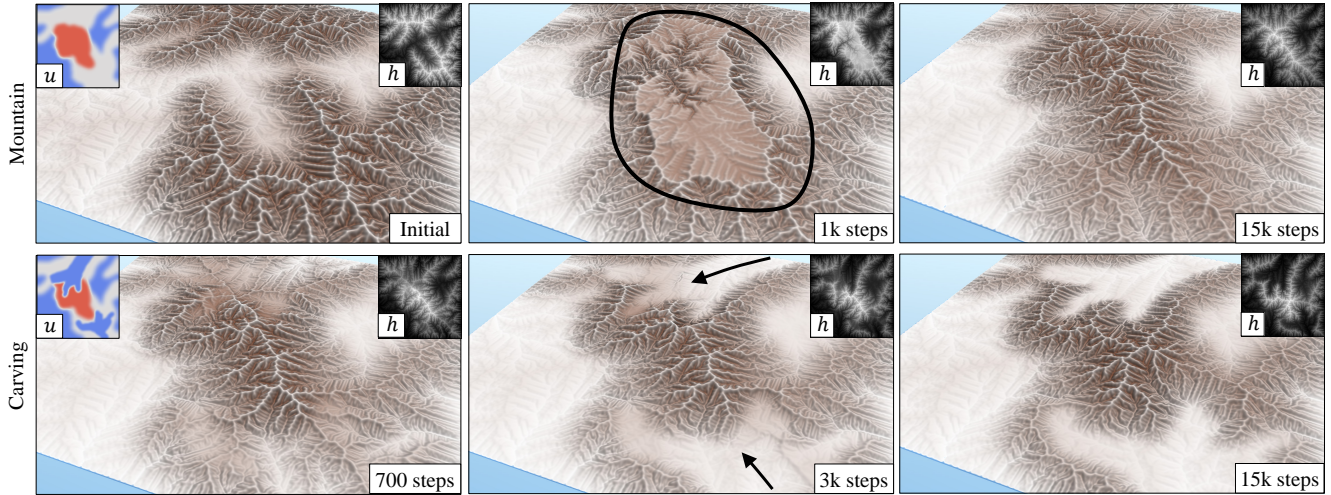 Mountain
u
h
Initial
h
1k steps
h
15k steps
Carving
u
h
700 steps
h
3k steps
h
15k steps